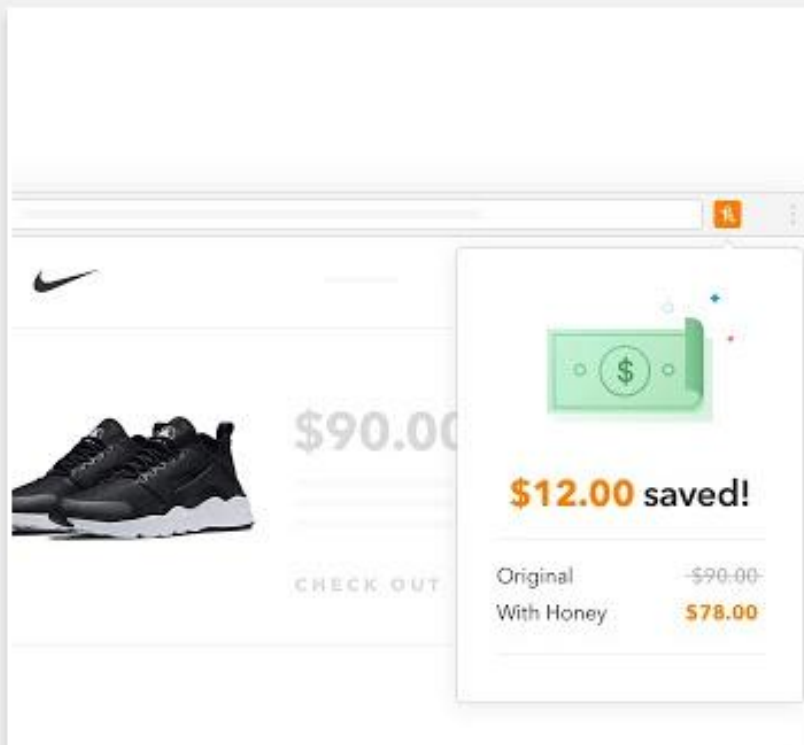 $90.00
CHECK OUT
$
$12.00 saved!
Original $90.00
With Honey $78.00